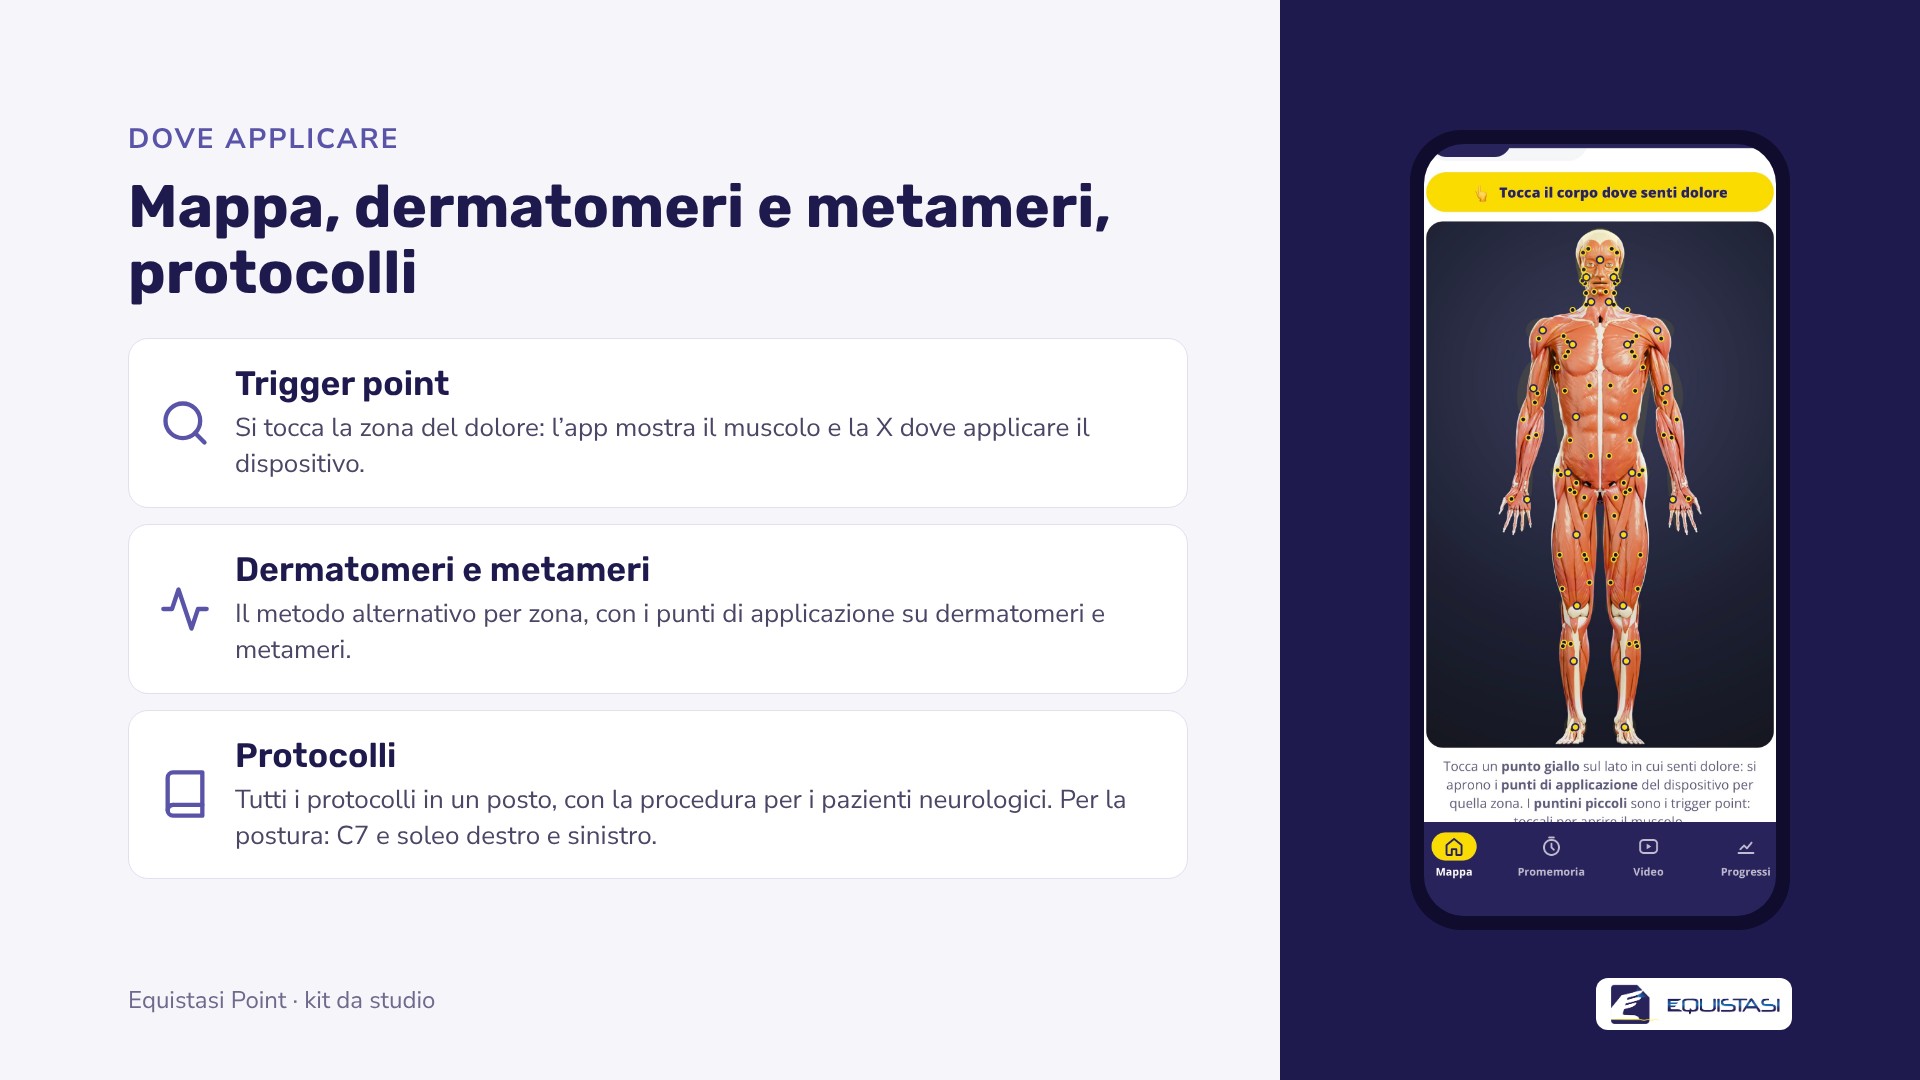 DOVE APPLICARE
Mappa, dermatomeri e metameri,
protocolli
Trigger point
Si tocca la zona del dolore: l’app mostra il muscolo e la X dove applicare il
dispositivo.
Dermatomeri e metameri
Il metodo alternativo per zona, con i punti di applicazione su dermatomeri e
metameri.
Protocolli
Tutti i protocolli in un posto, con la procedura per i pazienti neurologici. Per la
postura: C7 e soleo destro e sinistro.
Equistasi Point · kit da studio
Tocca il corpo dove senti dolore
Tocca un punto giallo sul lato in cui senti dolore: si
aprono i punti di applicazione del dispositivo per
quella zona. I puntini piccoli sono i trigger point:
toccali per aprire il muscolo.
Mappa
Promemoria
Video
Progressi
EQUISTASI